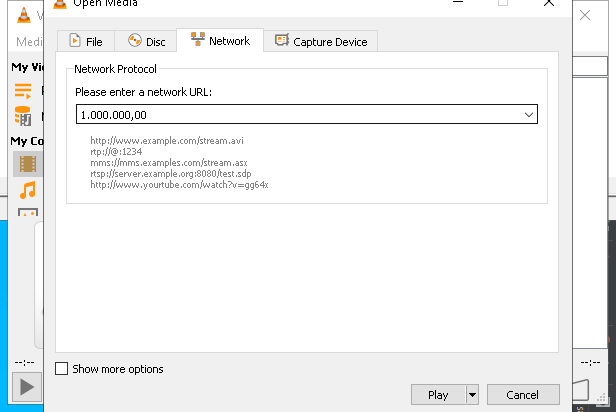 Open Media
V
Medi
File
Disc
Network
Capture Device
My Vi
Network Protocol
Please enter a network URL:
1.000.000,00
http://www.example.com/stream.avi
rtp://@:1234
mms://mms.examples.com/stream.asx
rtsp://server.example.org:8080/test.sdp
http://www.yourtube.com/watch?v=gg64x
My Co
--:--
--:--
Show more options
Play
Cancel